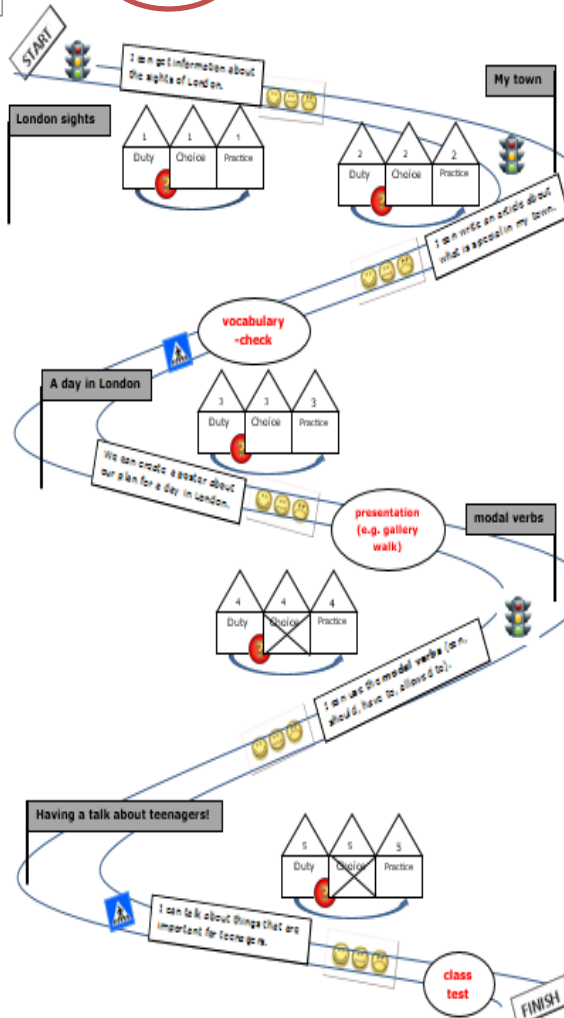 START
I can get information about
the sights of London.
My town
London sights
1 1 1
Duty Choice Practice
2 2 2
Duty Choice Practice
I can write an article about
what is special in my town.
vocabulary
-check
A day in London
3 3 3
Duty Choice Practice
We can create a poster about
our plan for a day in London.
presentation
(e.g. gallery
walk)
modal verbs
4 4 4
Duty Choice Practice
I can use the modal verbs (can,
should, have to, allowed to).
Having a talk about teenagers!
5 5 5
Duty Choice Practice
I can talk about things that are
important for teenagers.
class
test
FINISH